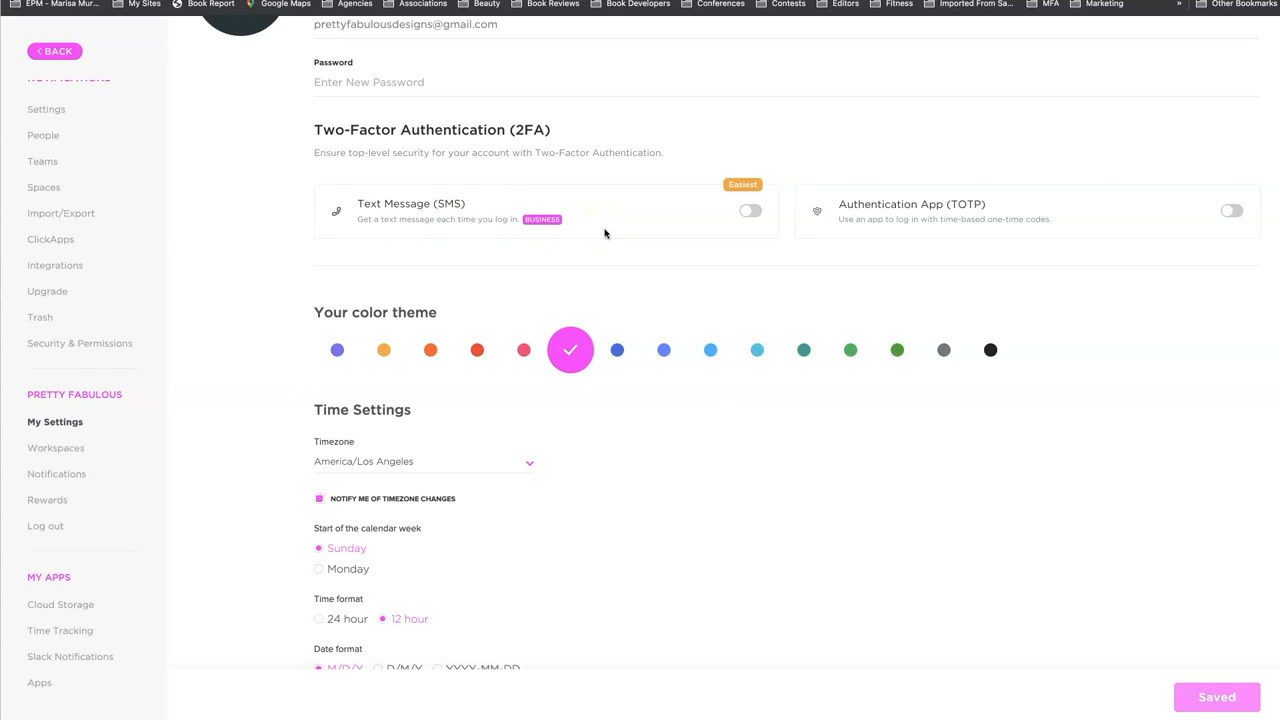 EPM - Marisa Mur... My Sites Book Report Google Maps Agencies Associations Beauty Book Reviews Book Developers Conferences Contests Editors Fitness Imported From Sa... MFA Marketing » Other Bookmarks
prettyfabulousdesigns@gmail.com
< BACK
Password
NOTIFICATIONS
Enter New Password
Settings
People
Teams
Spaces
Import/Export
ClickApps
Integrations
Upgrade
Trash
Security & Permissions
PRETTY FABULOUS
My Settings
Workspaces
Notifications
Rewards
Log out
MY APPS
Cloud Storage
Time Tracking
Slack Notifications
Apps
Two-Factor Authentication (2FA)
Ensure top-level security for your account with Two-Factor Authentication.
Easiest
Text Message (SMS)
Get a text message each time you log in. BUSINESS
Authentication App (TOTP)
Use an app to log in with time-based one-time codes.
Your color theme
Time Settings
Timezone
America/Los Angeles
NOTIFY ME OF TIMEZONE CHANGES
Start of the calendar week
Sunday
Monday
Time format
24 hour 12 hour
Date format
M/D/Y D/M/Y YYYY-MM-DD
Saved